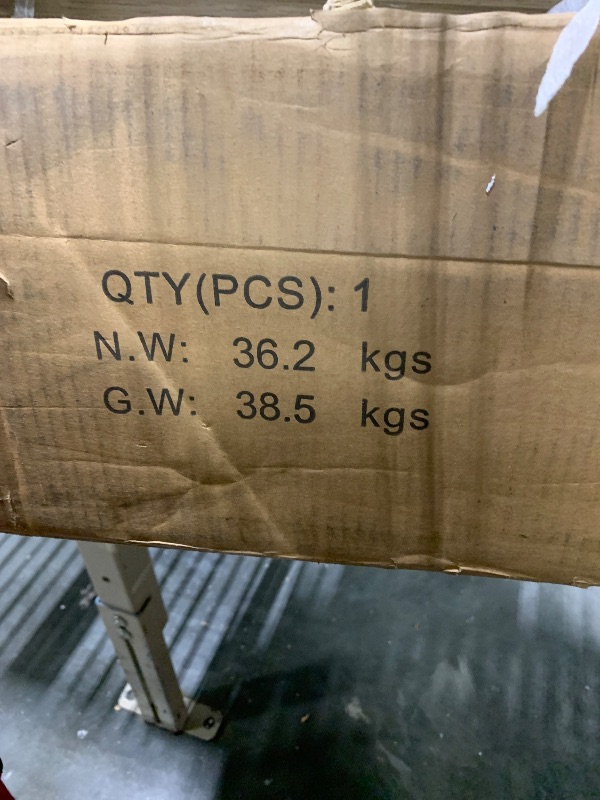 QTY(PCS): 1
N.W: 36.2 kgs
G.W: 38.5 kgs